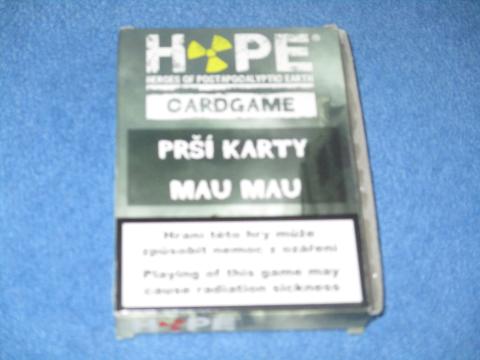 HOPE®
HEROES OF POSTAPOCALYPTIC EARTH
CARDGAME
PRŠÍ KARTY
MAU MAU
Hraní této hry může
způsobit nemoc z ozáření
Playing of this game may
cause radiation sickness
HOPE